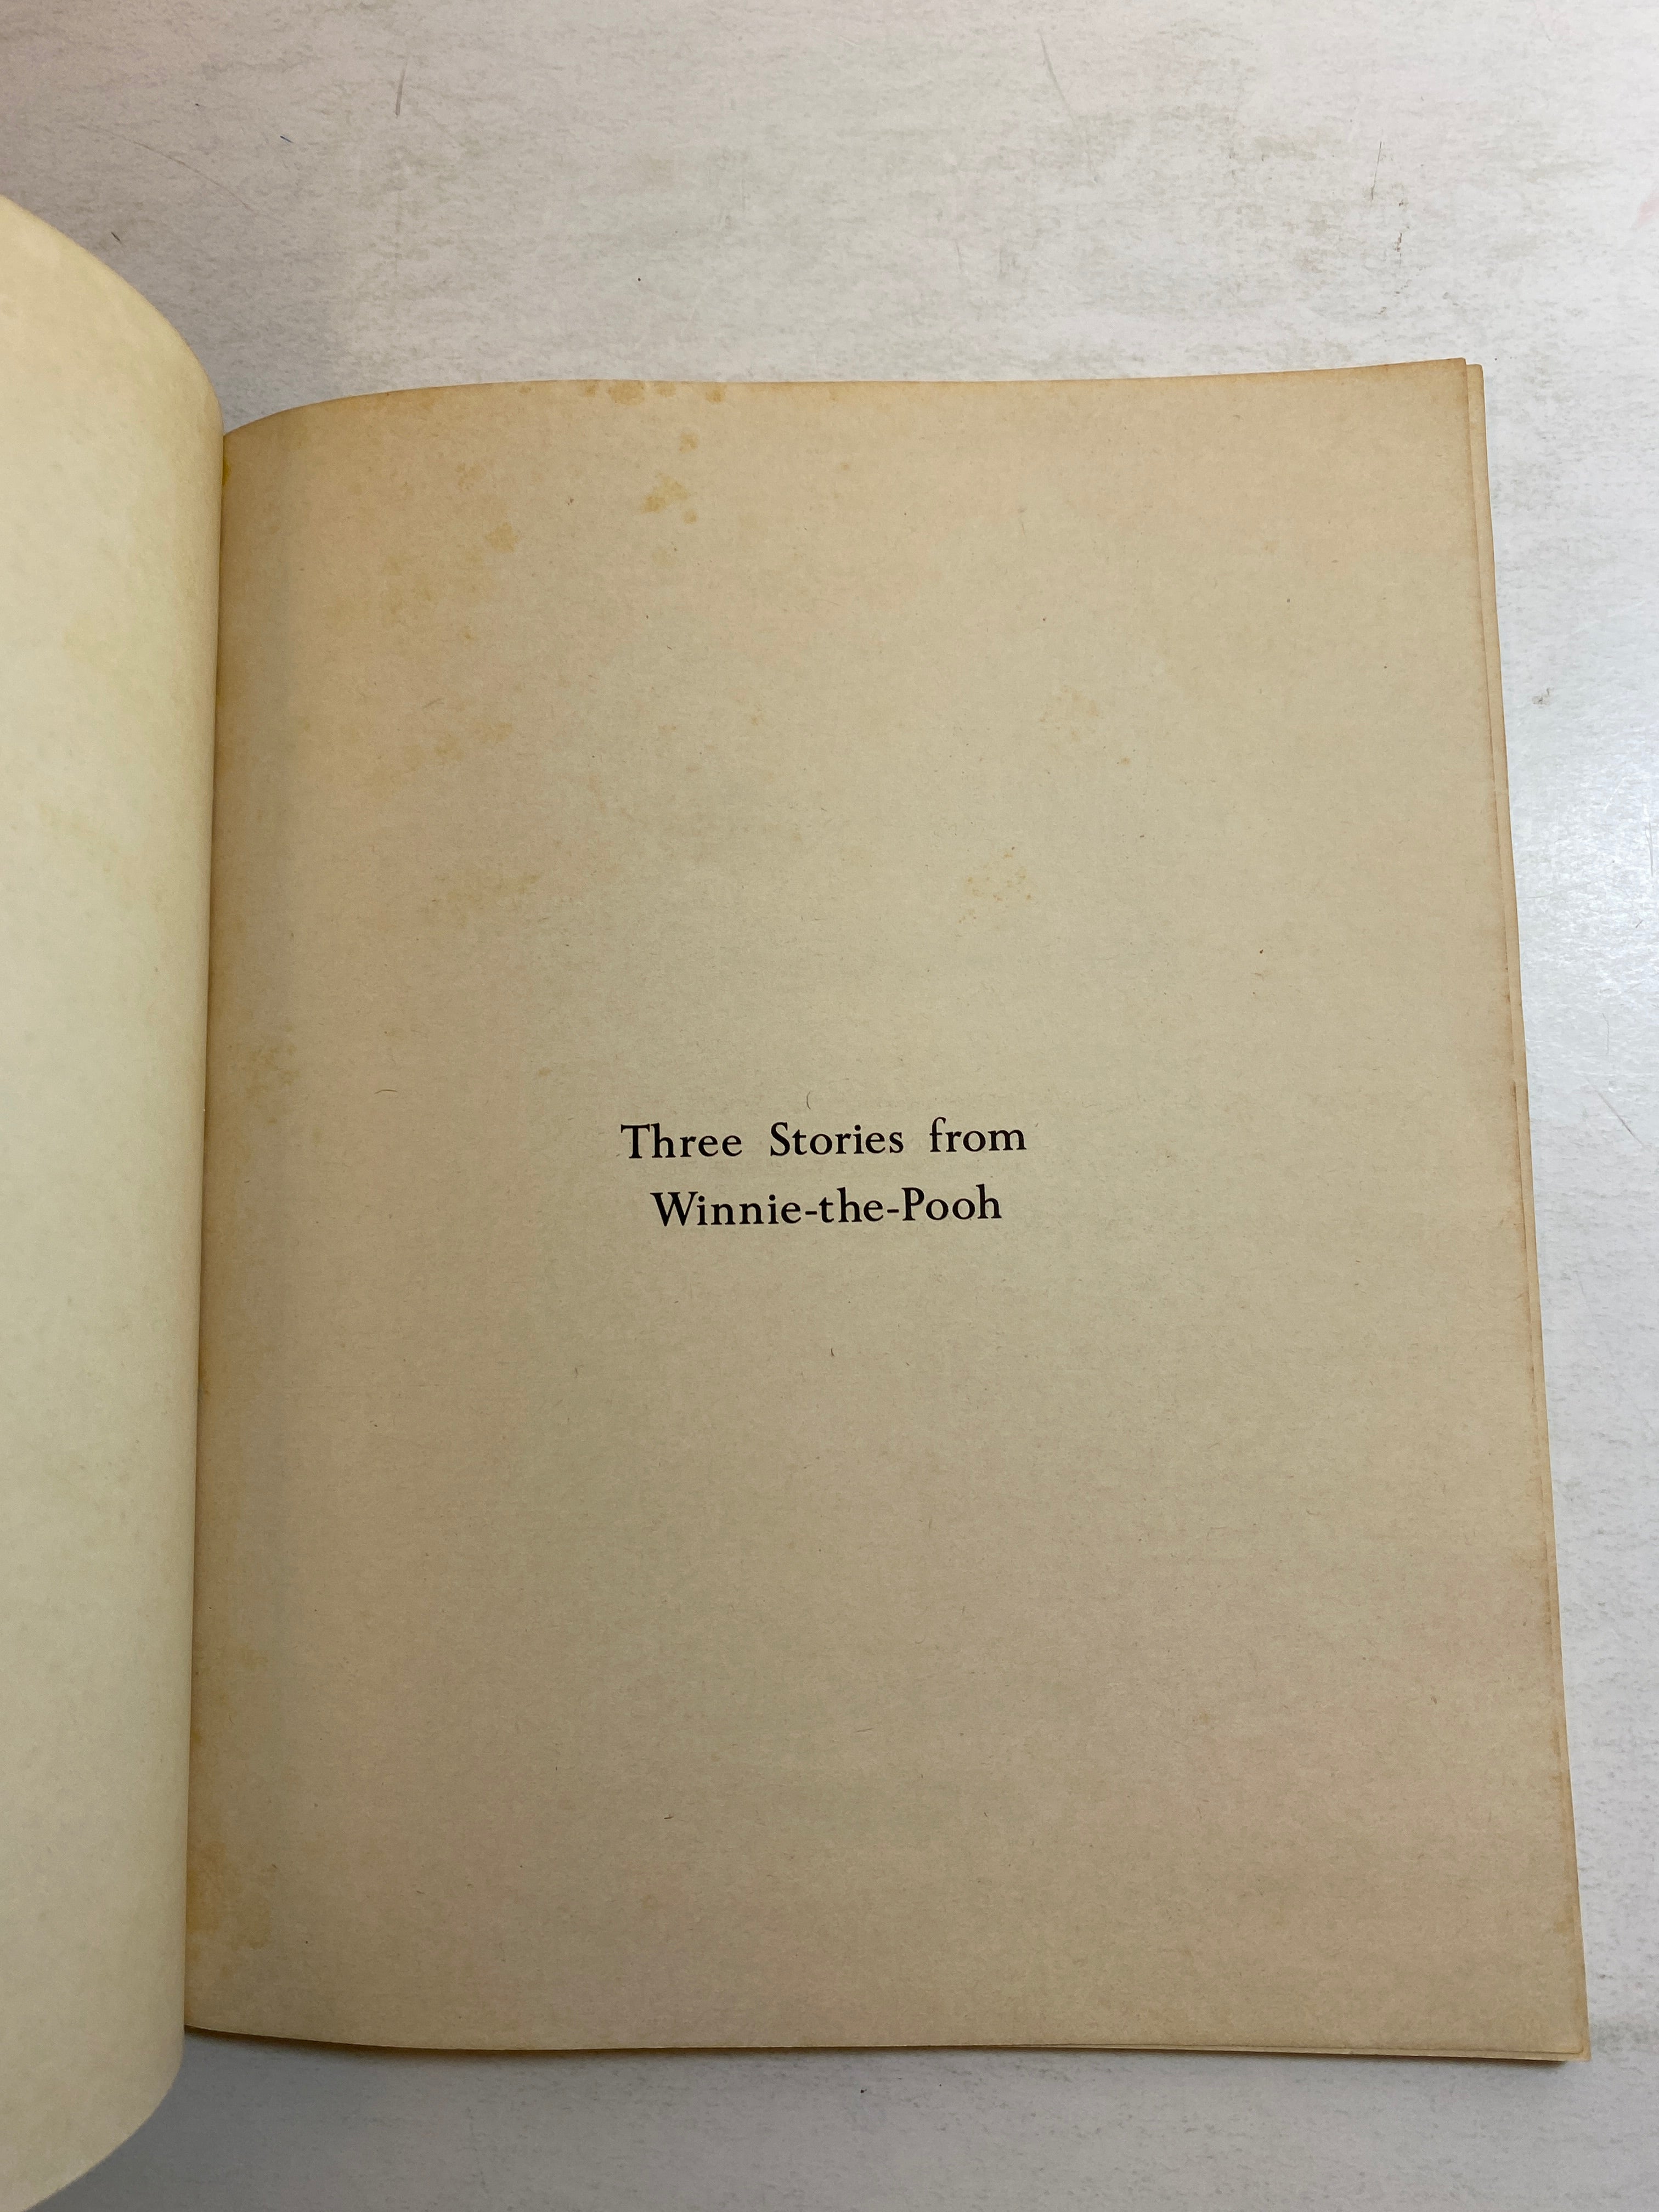 Three Stories from
Winnie-the-Pooh